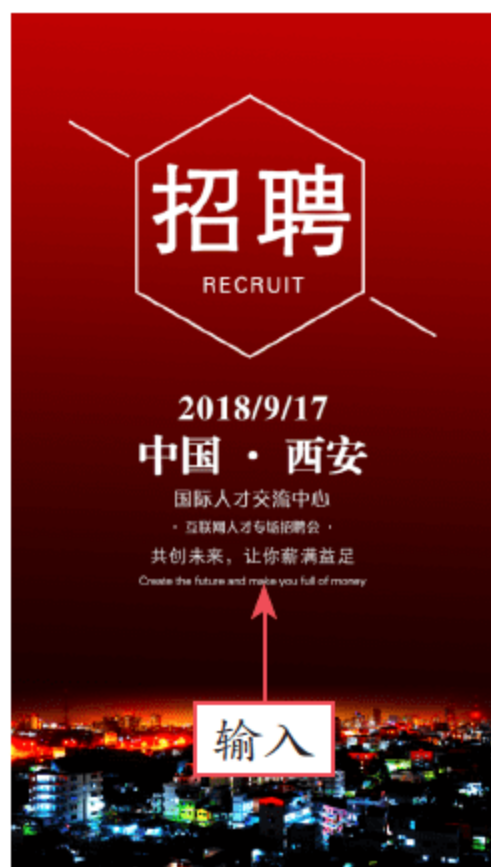 招聘
RECRUIT
2018/9/17
中国 · 西安
国际人才交流中心
· 互联网人才专场招聘会 ·
共创未来，让你薪满益足
Create the future and make you full of money
输入